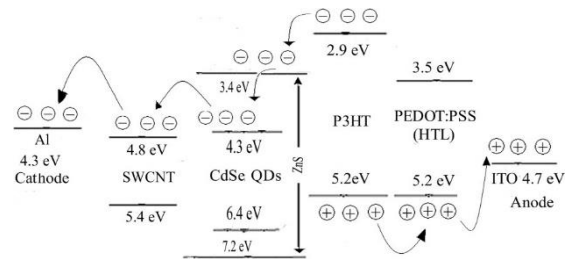 2.9 eV
3.4 eV
3.5 eV
P3HT
PEDOT:PSS
(HTL)
Al
4.3 eV
Cathode
4.8 eV
SWCNT
5.4 eV
4.3 eV
CdSe QDs
6.4 eV
7.2 eV
ZnS
5.2eV
5.2 eV
ITO 4.7 eV
Anode